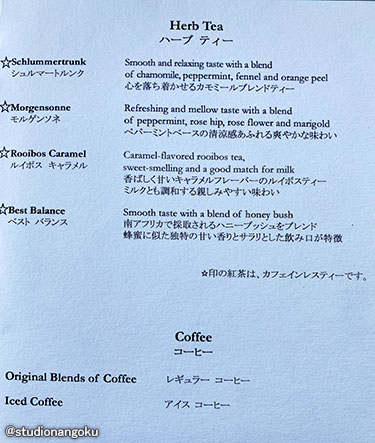 Herb Tea
ハーブ ティー
☆Schlummertrunk
シュルマートルンク
Smooth and relaxing taste with a blend
of chamomile, peppermint, fennel and orange peel
心を落ち着かせるカモミールブレンドティー
☆Morgensonne
モルゲンソネ
Refreshing and mellow taste with a blend
of peppermint, rose hip, rose flower and marigold
ペパーミントベースの清涼感あふれる爽やかな味わい
☆Rooibos Caramel
ルイボス キャラメル
Caramel-flavored rooibos tea,
sweet-smelling and a good match for milk
香ばしく甘いキャラメルフレーバーのルイボスティー
ミルクとも調和する親しみやすい味わい
☆Best Balance
ベスト バランス
Smooth taste with a blend of honey bush
南アフリカで採取されるハニーブッシュをブレンド
蜂蜜に似た独特の甘い香りとサラリとした飲み口が特徴
☆印の紅茶は、カフェインレスティーです。
Coffee
コーヒー
Original Blends of Coffee
レギュラー コーヒー
Iced Coffee
アイス コーヒー
@studionangoku